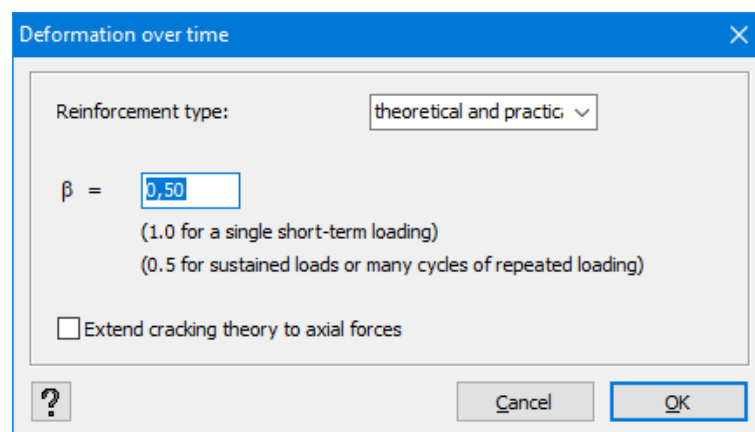 Deformation over time
Reinforcement type: theoretical and practic
β = 0,50
(1.0 for a single short-term loading)
(0.5 for sustained loads or many cycles of repeated loading)
Extend cracking theory to axial forces
? Cancel OK